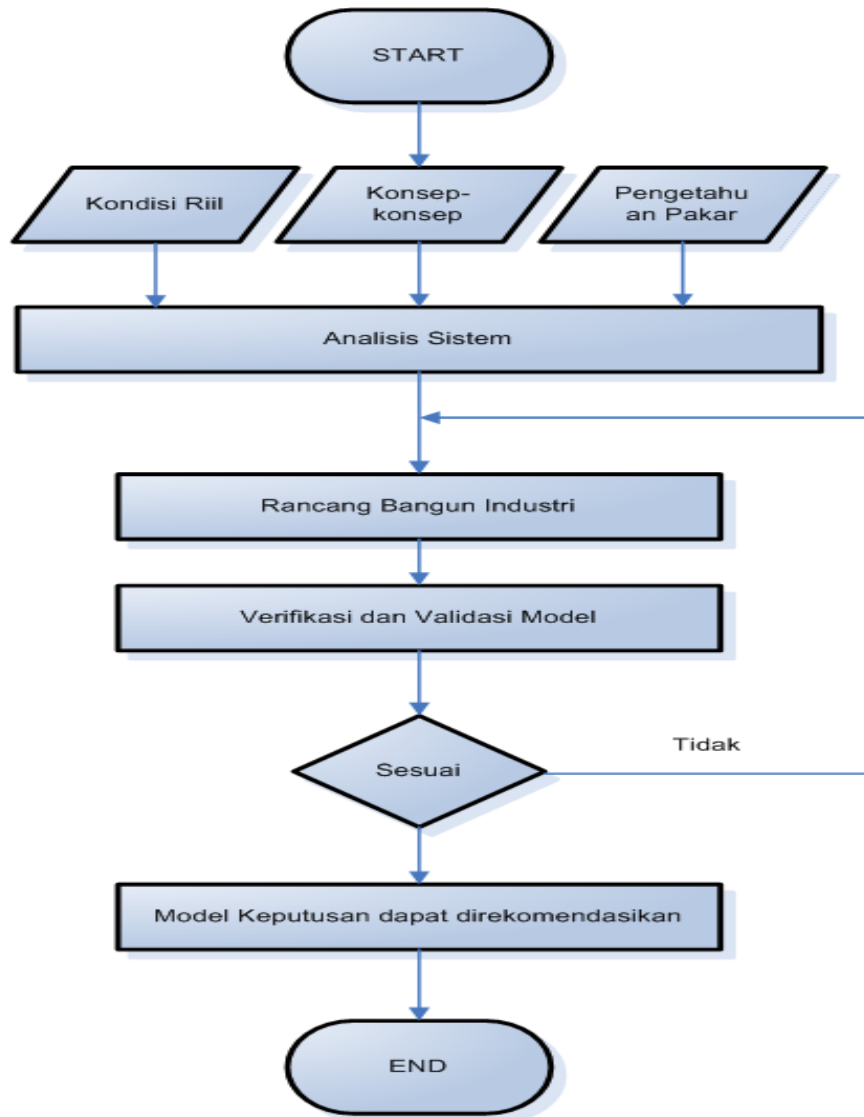 START
Kondisi Riil
Konsep-
konsep
Pengetahu
an Pakar
Analisis Sistem
Rancang Bangun Industri
Verifikasi dan Validasi Model
Tidak
Sesuai
Model Keputusan dapat direkomendasikan
END